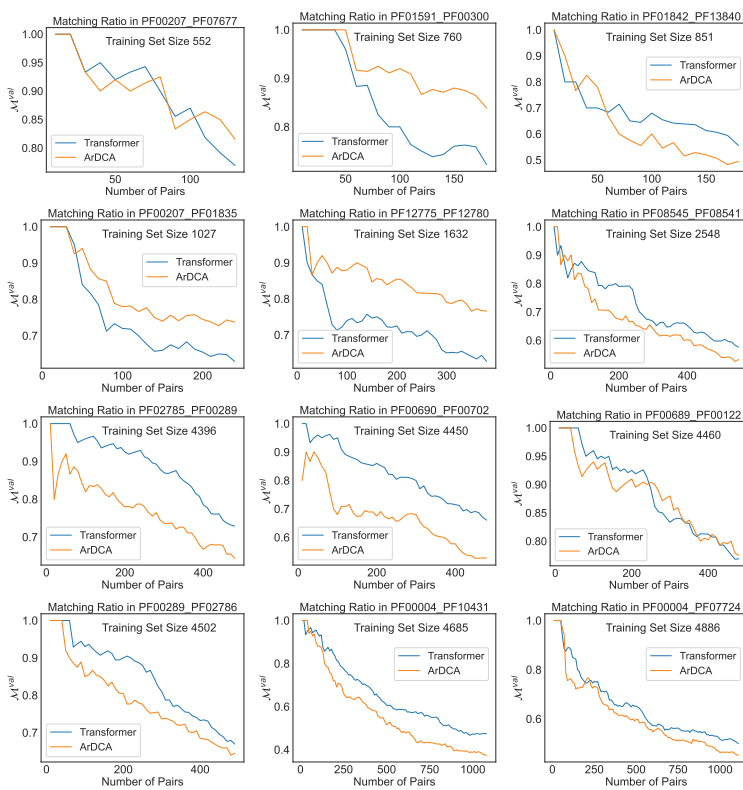 Matching Ratio in PF00207_PF07677
Training Set Size 552
1.00
0.95
0.90
0.85
0.80
𝓜val
Transformer
ArDCA
50
100
Number of Pairs
Matching Ratio in PF01591_PF00300
Training Set Size 760
1.0
0.9
0.8
𝓜val
Transformer
ArDCA
50
100
150
Number of Pairs
Matching Ratio in PF01842_PF13840
Training Set Size 851
1.0
0.9
0.8
0.7
0.6
0.5
𝓜val
Transformer
ArDCA
50
100
150
Number of Pairs
Matching Ratio in PF00207_PF01835
Training Set Size 1027
1.0
0.9
0.8
0.7
𝓜val
Transformer
ArDCA
0
100
200
Number of Pairs
Matching Ratio in PF12775_PF12780
Training Set Size 1632
1.0
0.9
0.8
0.7
𝓜val
Transformer
ArDCA
0
100
200
300
Number of Pairs
Matching Ratio in PF08545_PF08541
Training Set Size 2548
1.0
0.9
0.8
0.7
0.6
𝓜val
Transformer
ArDCA
0
200
400
Number of Pairs
Matching Ratio in PF02785_PF00289
Training Set Size 4396
1.0
0.9
0.8
0.7
𝓜val
Transformer
ArDCA
0
200
400
Number of Pairs
Matching Ratio in PF00690_PF00702
Training Set Size 4450
1.0
0.9
0.8
0.7
0.6
𝓜val
Transformer
ArDCA
0
200
400
Number of Pairs
Matching Ratio in PF00689_PF00122
Training Set Size 4460
1.00
0.95
0.90
0.85
0.80
𝓜val
Transformer
ArDCA
0
200
400
Number of Pairs
Matching Ratio in PF00289_PF02786
Training Set Size 4502
1.0
0.9
0.8
0.7
𝓜val
Transformer
ArDCA
0
200
400
Number of Pairs
Matching Ratio in PF00004_PF10431
Training Set Size 4685
1.0
0.8
0.6
0.4
𝓜val
Transformer
ArDCA
0
250
500
750
1000
Number of Pairs
Matching Ratio in PF00004_PF07724
Training Set Size 4886
1.0
0.8
0.6
𝓜val
Transformer
ArDCA
0
250
500
750
1000
Number of Pairs